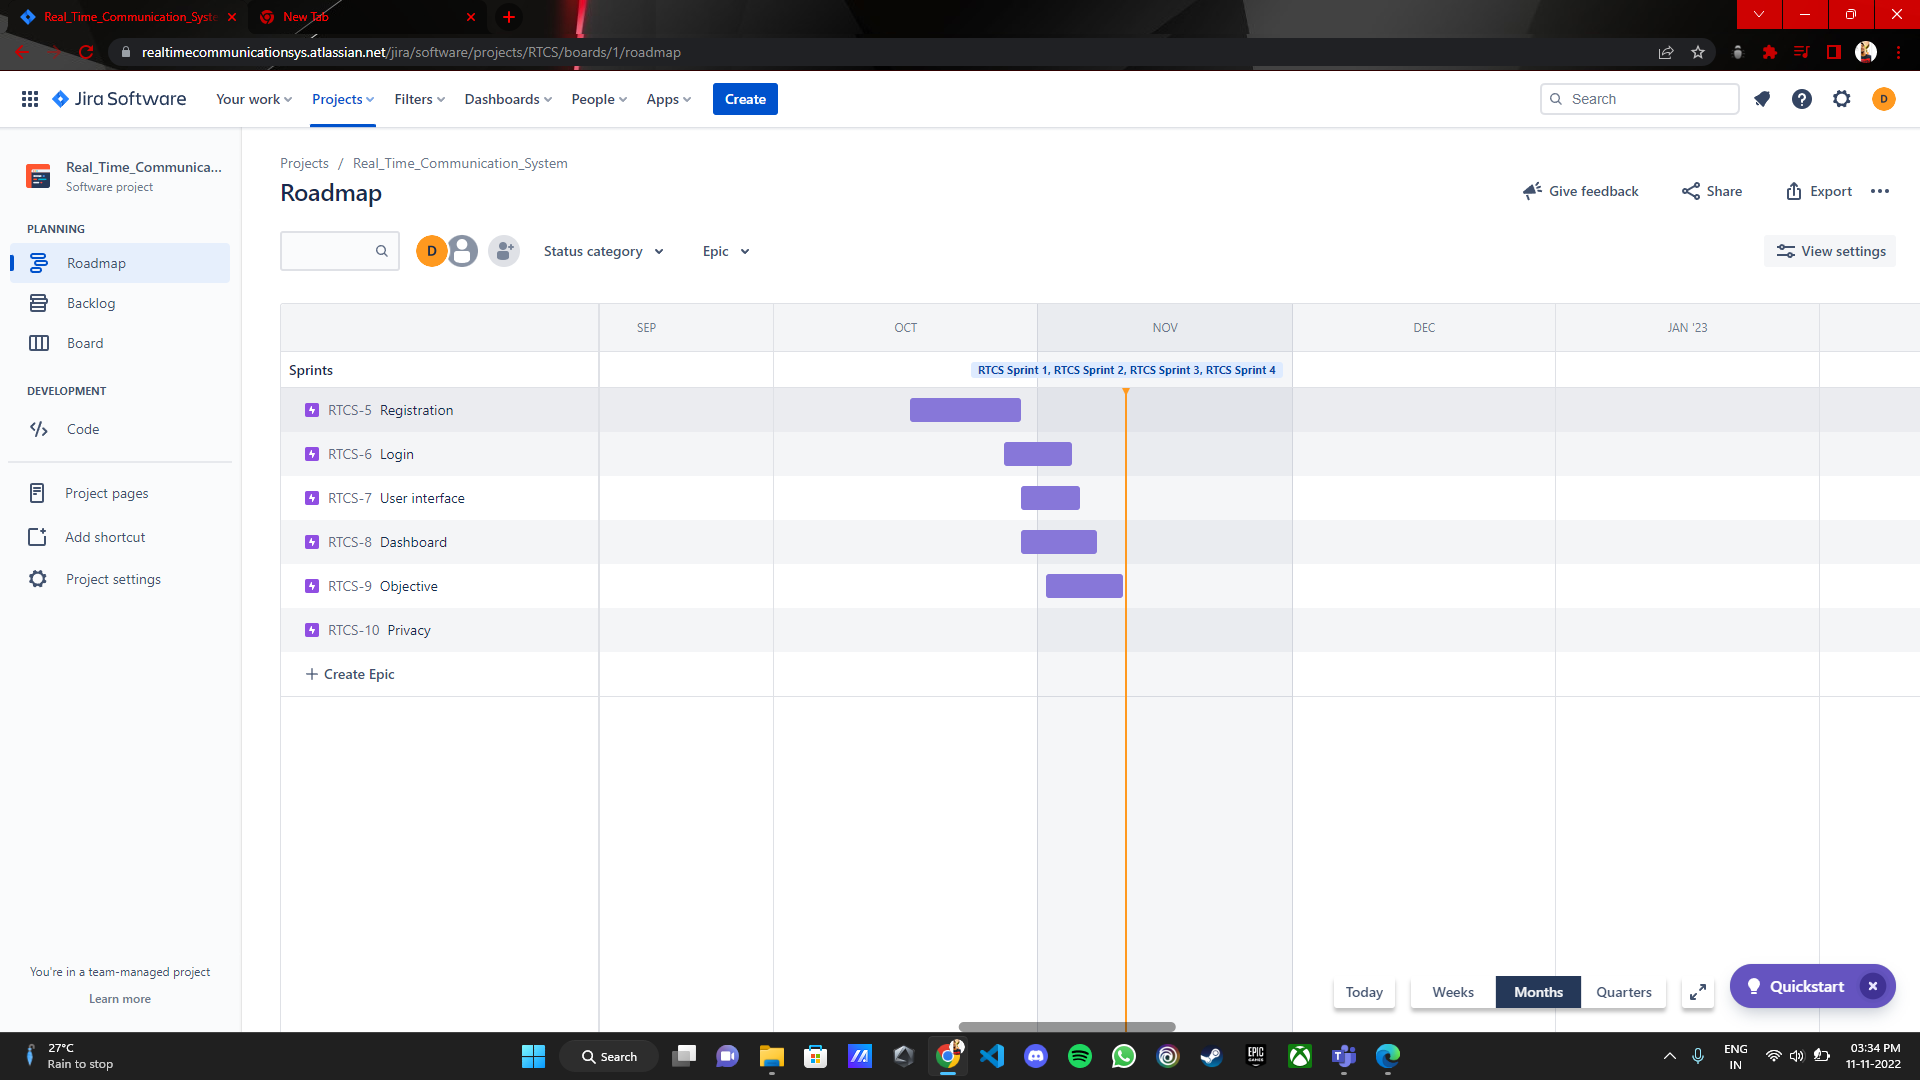 Real_Time_Communication_Syste
New Tab
realtimecommunicationsys.atlassian.net/jira/software/projects/RTCS/boards/1/roadmap
Jira Software
Your work
Projects
Filters
Dashboards
People
Apps
Create
Search
D
Real_Time_Communica...
Software project
PLANNING
Roadmap
Backlog
Board
DEVELOPMENT
Code
Project pages
Add shortcut
Project settings
You're in a team-managed project
Learn more
Projects / Real_Time_Communication_System
Roadmap
Give feedback
Share
Export
D
Status category
Epic
View settings
SEP
OCT
NOV
DEC
JAN '23
Sprints
RTCS Sprint 1, RTCS Sprint 2, RTCS Sprint 3, RTCS Sprint 4
RTCS-5 Registration
RTCS-6 Login
RTCS-7 User interface
RTCS-8 Dashboard
RTCS-9 Objective
RTCS-10 Privacy
+ Create Epic
Today
Weeks
Months
Quarters
Quickstart
27°C
Rain to stop
Search
EPIC
GAMES
ENG
IN
03:34 PM
11-11-2022